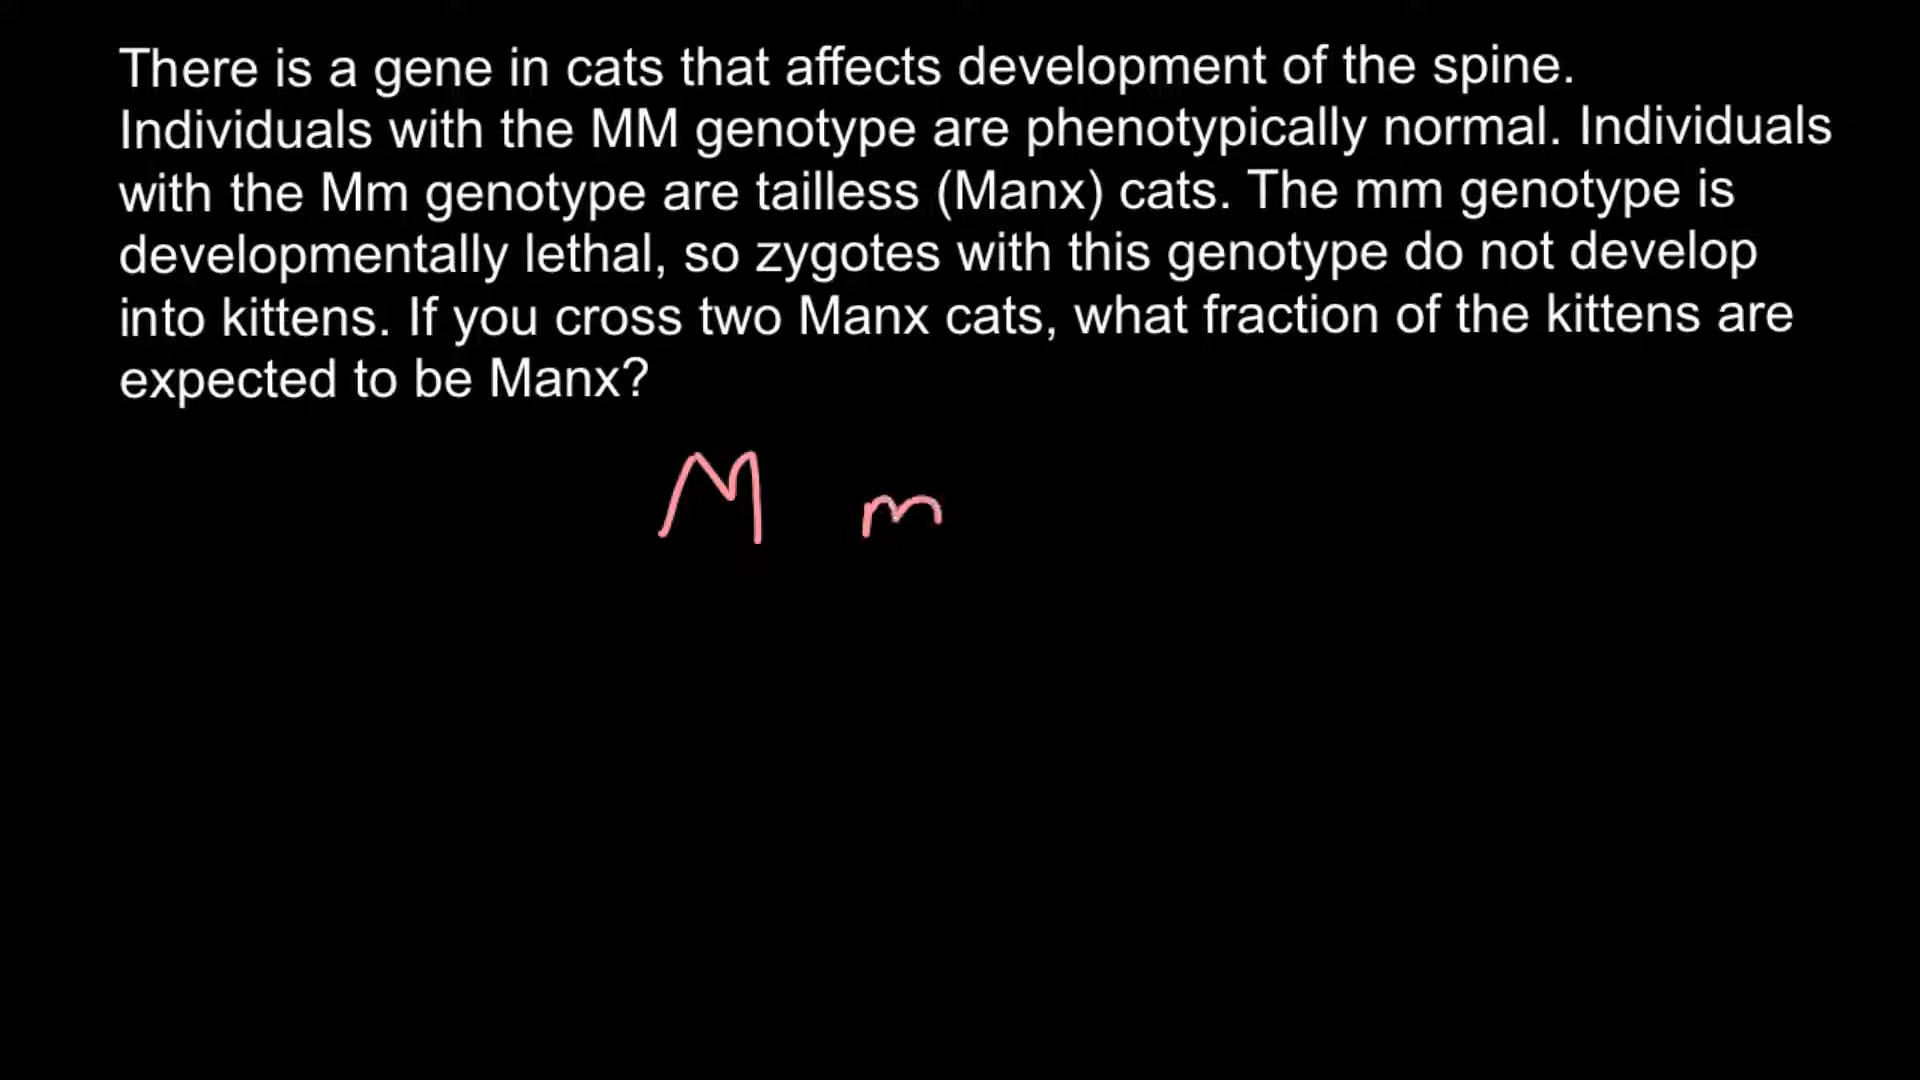 There is a gene in cats that affects development of the spine.
Individuals with the MM genotype are phenotypically normal. Individuals
with the Mm genotype are tailless (Manx) cats. The mm genotype is
developmentally lethal, so zygotes with this genotype do not develop
into kittens. If you cross two Manx cats, what fraction of the kittens are
expected to be Manx?
M m